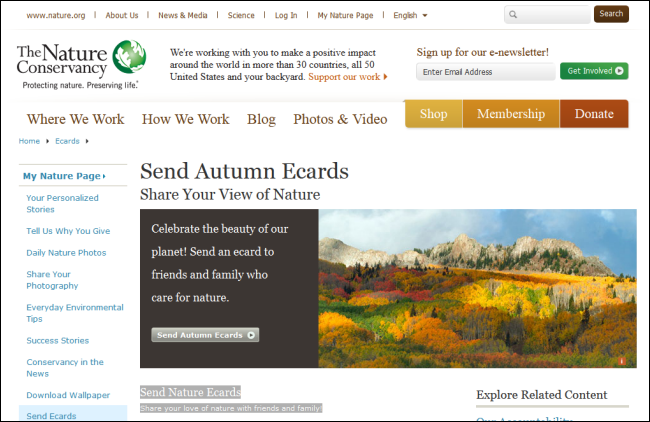 www.nature.org About Us News & Media Science Log In My Nature Page English
Search
The Nature
Conservancy
Protecting nature. Preserving life.®
We're working with you to make a positive impact
around the world in more than 30 countries, all 50
United States and your backyard. Support our work
Sign up for our e-newsletter!
Enter Email Address
Get Involved
Where We Work How We Work Blog Photos & Video Shop Membership Donate
Home Ecards
My Nature Page
Your Personalized
Stories
Tell Us Why You Give
Daily Nature Photos
Share Your
Photography
Everyday Environmental
Tips
Success Stories
Conservancy in the
News
Download Wallpaper
Send Ecards
Send Autumn Ecards
Share Your View of Nature
Celebrate the beauty of our
planet! Send an ecard to
friends and family who
care for nature.
Send Autumn Ecards
i
Send Nature Ecards
Share your love of nature with friends and family!
Explore Related Content
Our Accountability